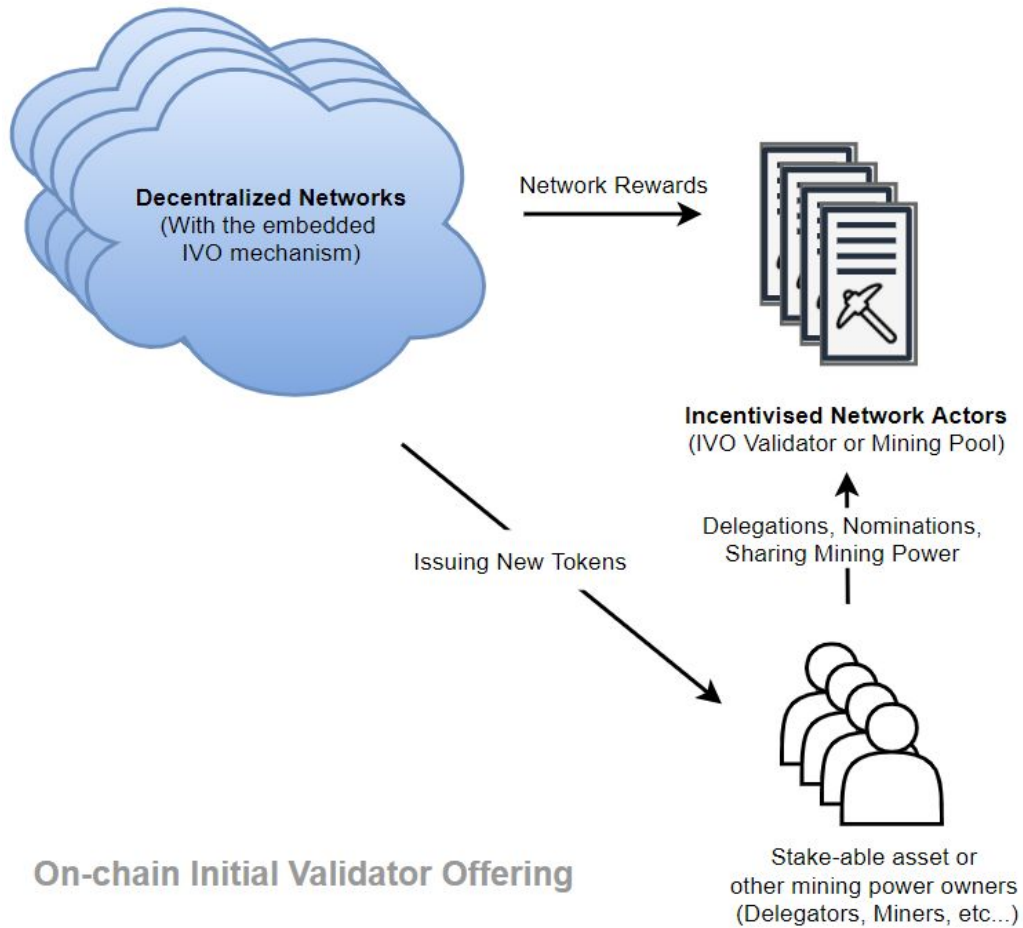 Decentralized Networks
(With the embedded
IVO mechanism)
Network Rewards
Incentivised Network Actors
(IVO Validator or Mining Pool)
Delegations, Nominations,
Sharing Mining Power
Issuing New Tokens
On-chain Initial Validator Offering
Stake-able asset or
other mining power owners
(Delegators, Miners, etc...)